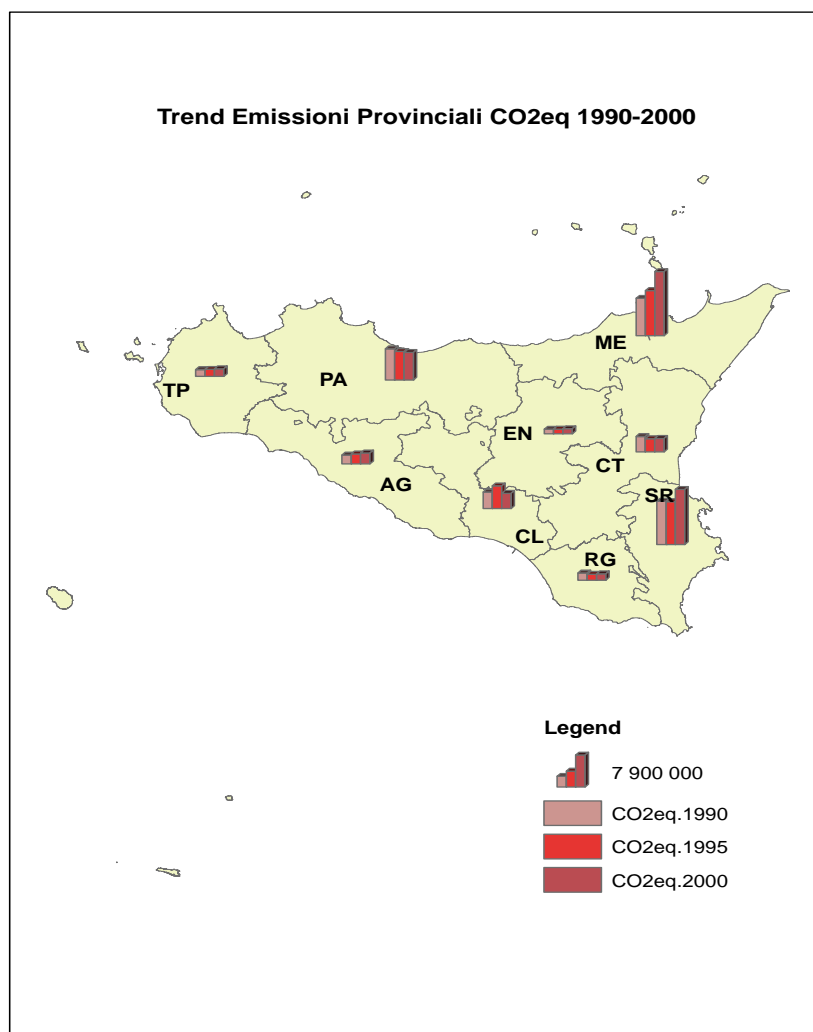 Trend Emissioni Provinciali CO2eq 1990-2000
ME
PA
TP
EN
CT
AG
SR
CL
RG
Legend
7 900 000
CO2eq.1990
CO2eq.1995
CO2eq.2000